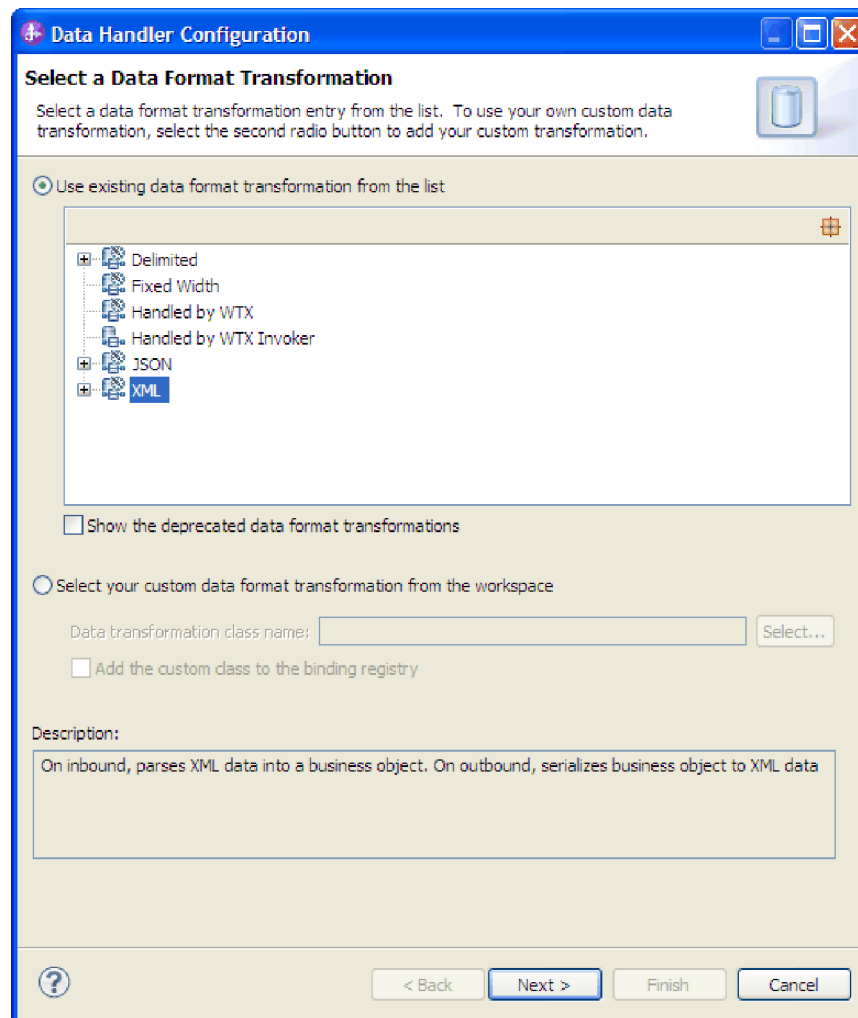 Data Handler Configuration
Select a Data Format Transformation
Select a data format transformation entry from the list. To use your own custom data
transformation, select the second radio button to add your custom transformation.
Use existing data format transformation from the list
Delimited
Fixed Width
Handled by WTX
Handled by WTX Invoker
JSON
XML
Show the deprecated data format transformations
Select your custom data format transformation from the workspace
Data transformation class name:
Select...
Add the custom class to the binding registry
Description:
On inbound, parses XML data into a business object. On outbound, serializes business object to XML data
?
< Back
Next >
Finish
Cancel